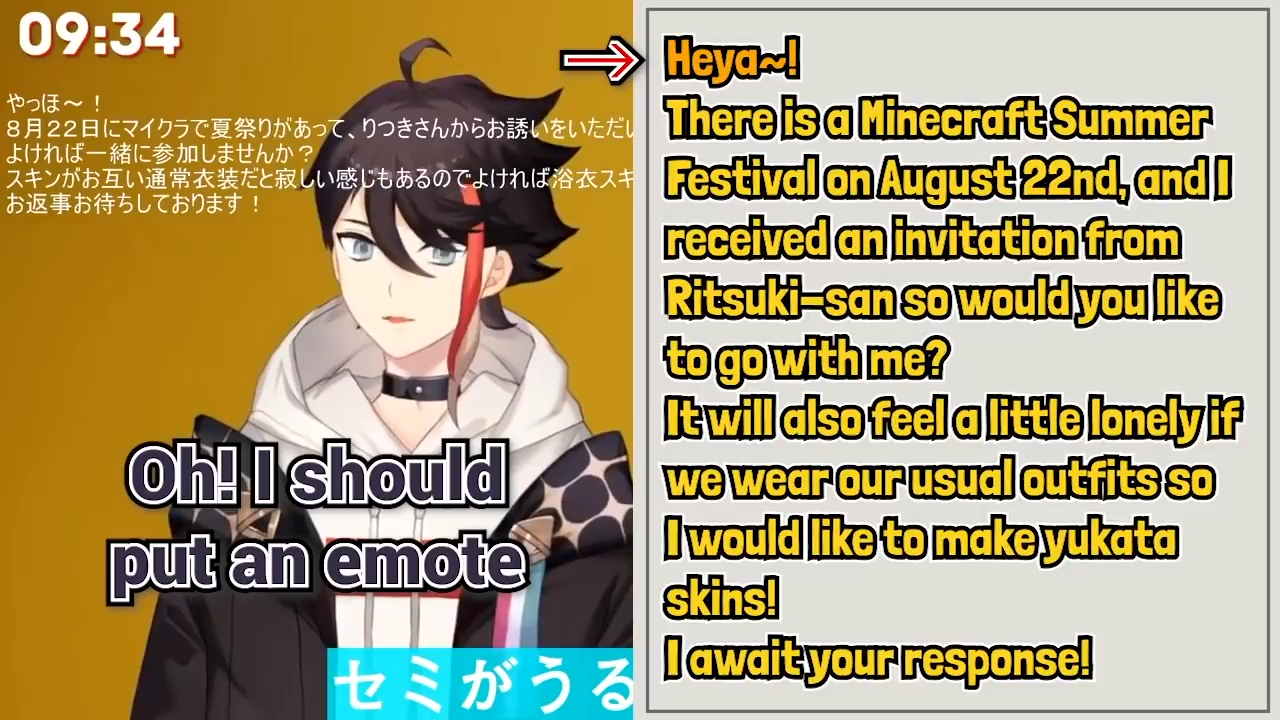 09:34
やっほ～！
８月２２日にマイクラで夏祭りがあって、りつきさんからお誘いをいただい
よければ一緒に参加しませんか？
スキンがお互い通常衣装だと寂しい感じもあるのでよければ浴衣スキ
お返事お待ちしております！
Oh! I should
put an emote
セミがうる
Heya~!
There is a Minecraft Summer
Festival on August 22nd, and I
received an invitation from
Ritsuki-san so would you like
to go with me?
It will also feel a little lonely if
we wear our usual outfits so
I would like to make yukata
skins!
I await your response!